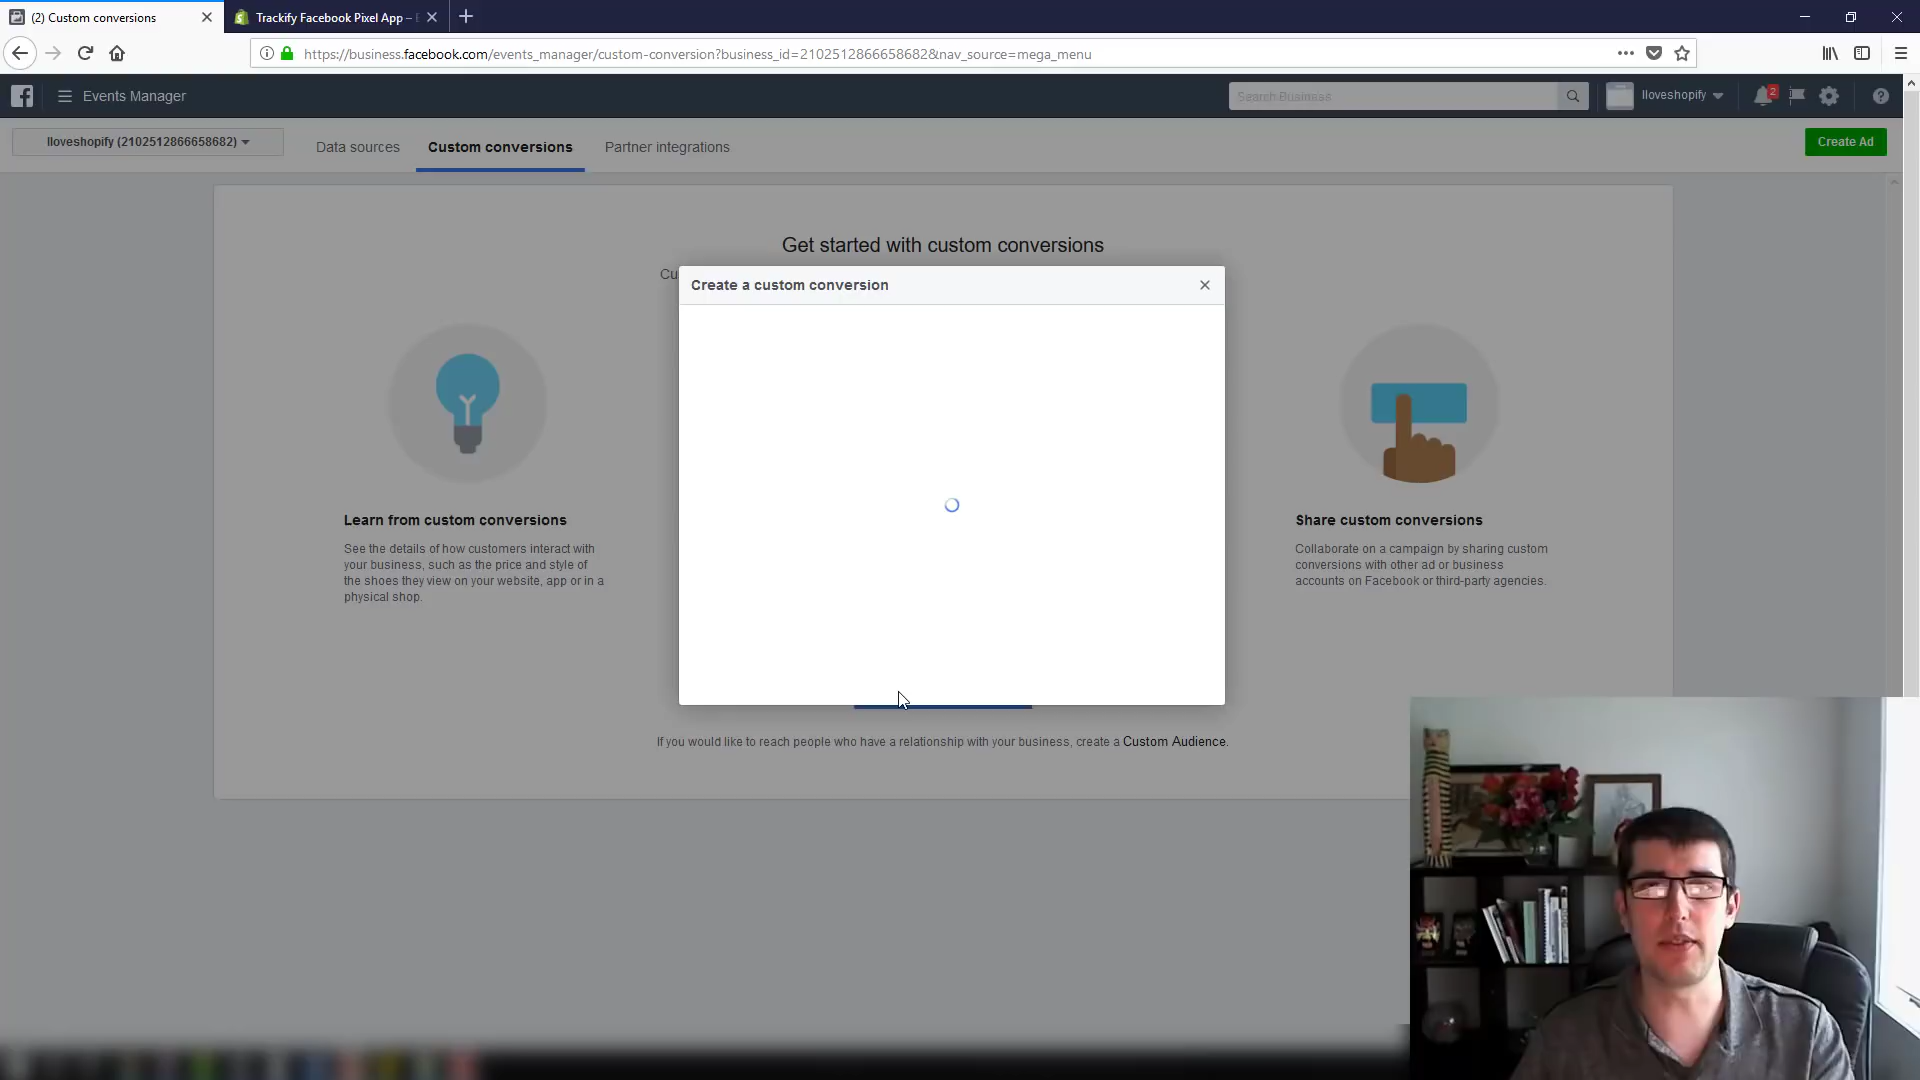 (2) Custom conversions
Trackify Facebook Pixel App –
https://business.facebook.com/events_manager/custom-conversion?business_id=2102512866658682&nav_source=mega_menu
Events Manager
Search Business
Iloveshopify
2
Iloveshopify (2102512866658682)
Data sources
Custom conversions
Partner integrations
Create Ad
Get started with custom conversions
Cu
Create a custom conversion
Learn from custom conversions
See the details of how customers interact with
your business, such as the price and style of
the shoes they view on your website, app or in a
physical shop.
Share custom conversions
Collaborate on a campaign by sharing custom
conversions with other ad or business
accounts on Facebook or third-party agencies.
If you would like to reach people who have a relationship with your business, create a Custom Audience.